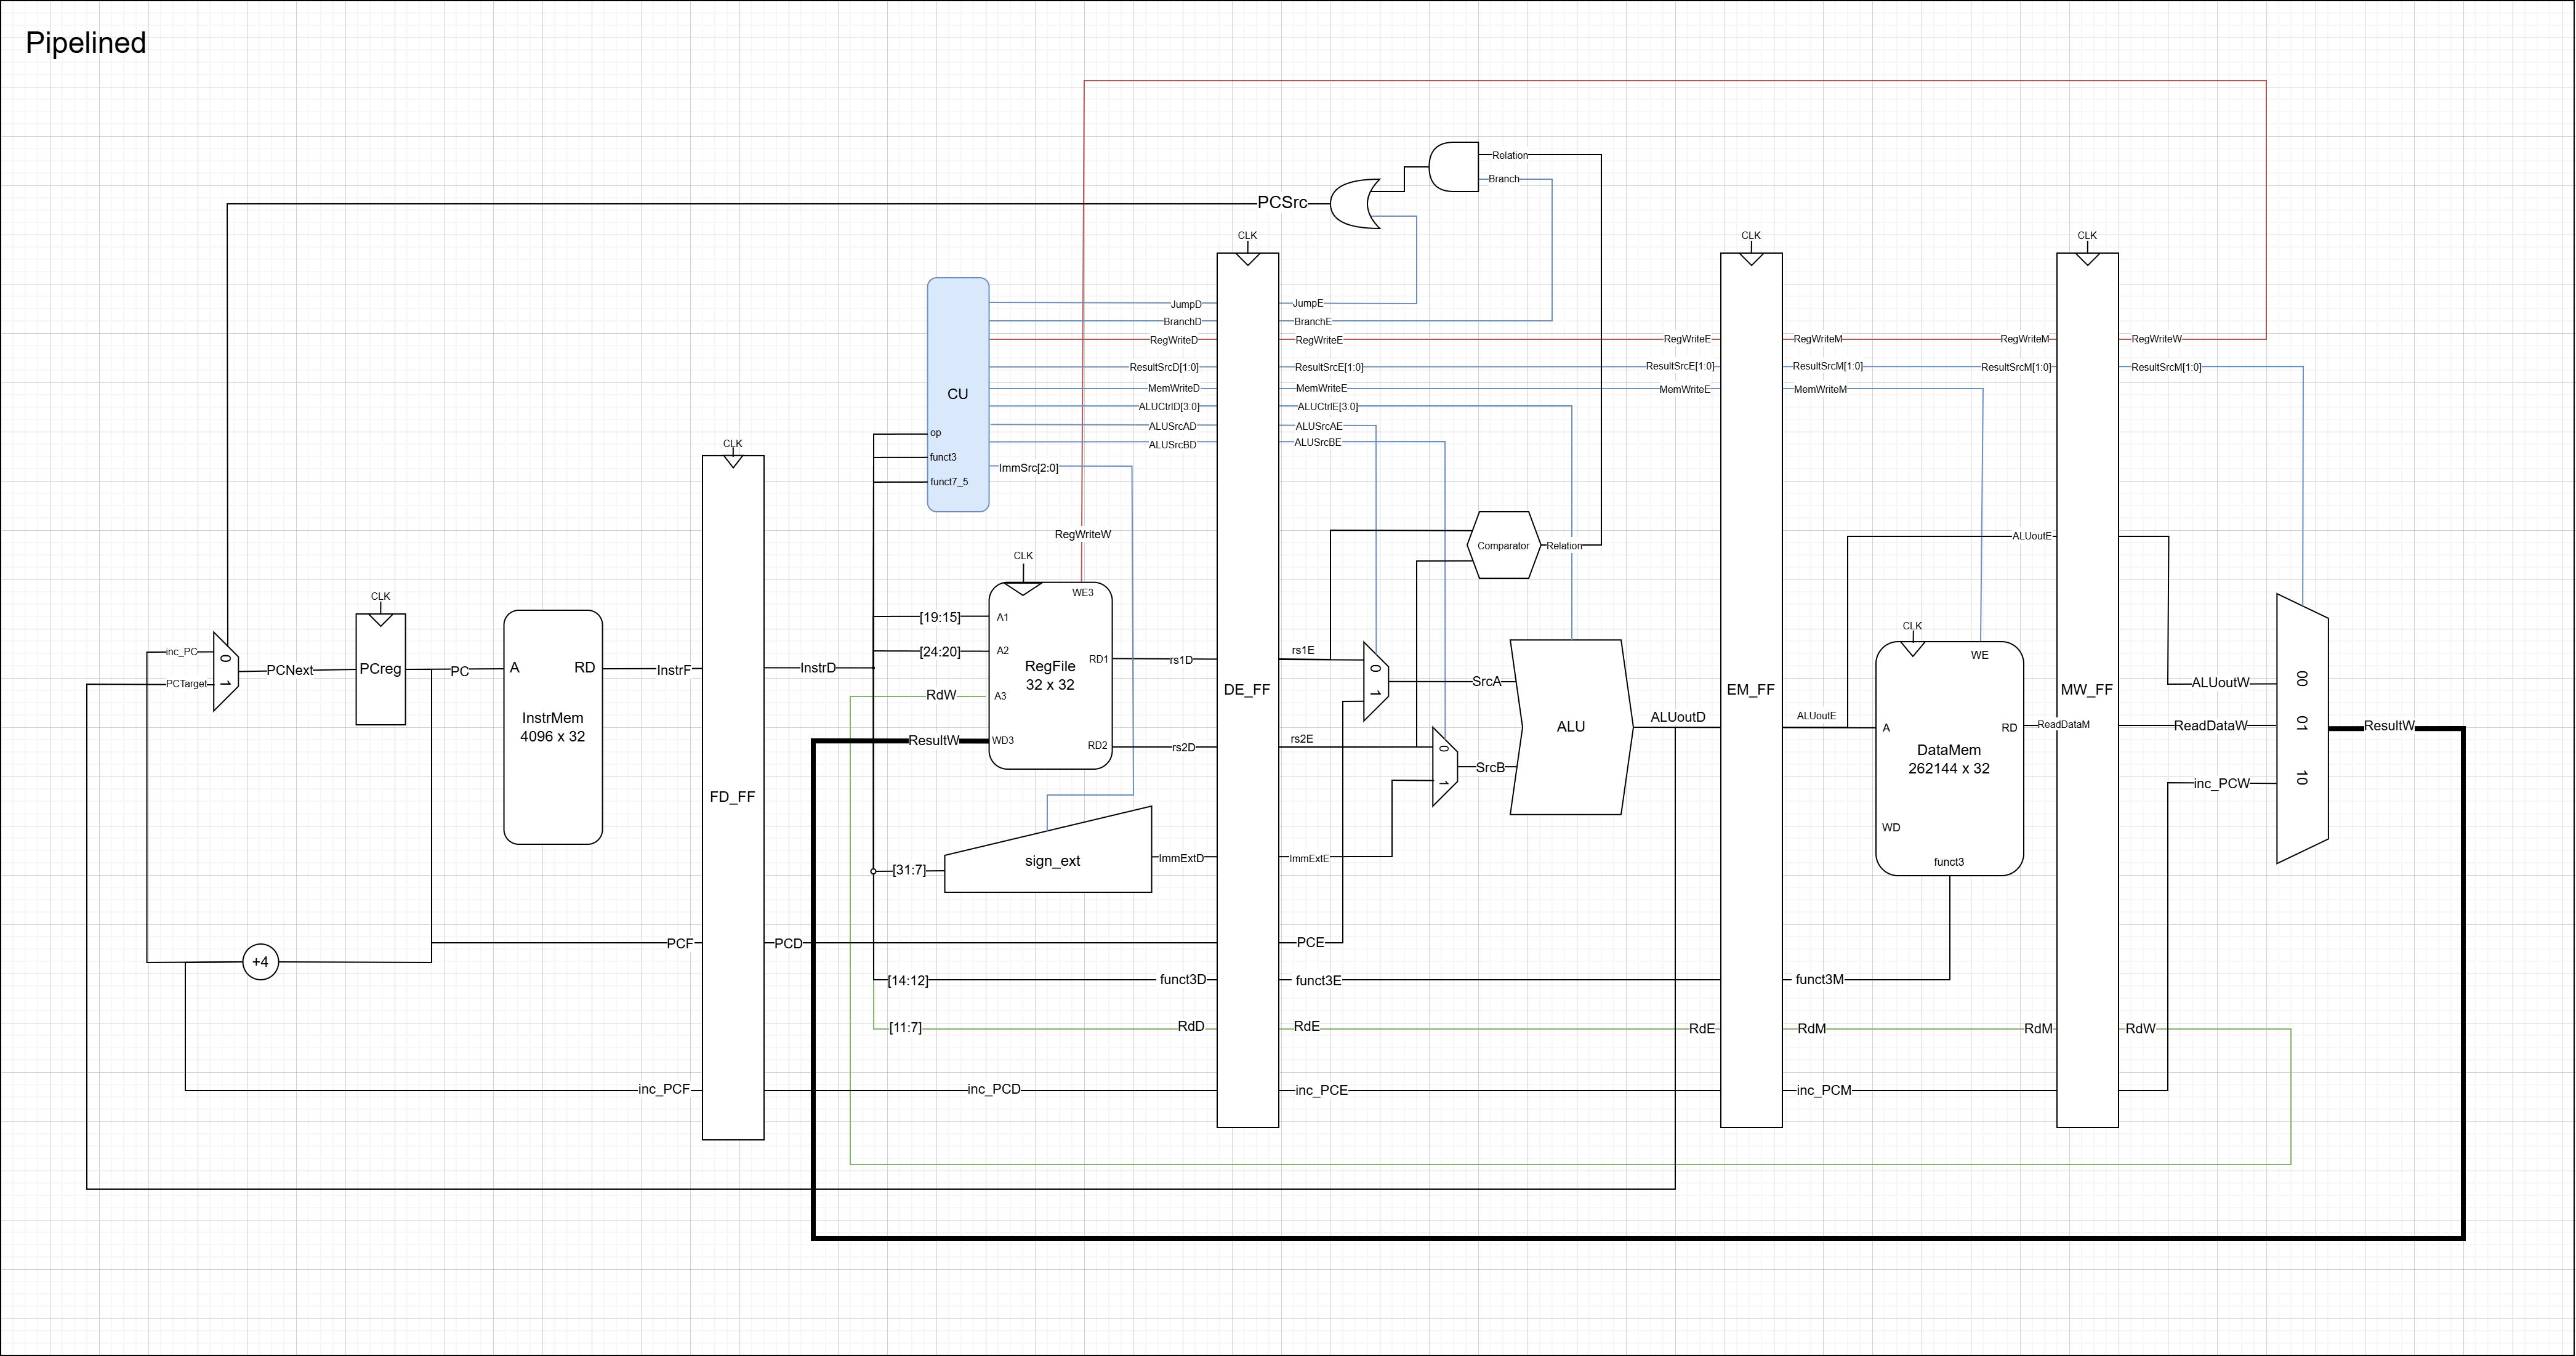 Pipelined
Relation
Branch
PCSrc
CLK
CLK
CLK
JumpD
JumpE
BranchD
BranchE
RegWriteD
RegWriteE
RegWriteE
RegWriteM
RegWriteM
RegWriteW
ResultSrcD[1:0]
ResultSrcE[1:0]
ResultSrcE[1:0]
ResultSrcM[1:0]
ResultSrcM[1:0]
ResultSrcM[1:0]
CU
MemWriteD
MemWriteE
MemWriteE
MemWriteM
ALUCtrlD[3:0]
ALUCtrlE[3:0]
ALUSrcAD
ALUSrcAE
op
ALUSrcBD
ALUSrcBE
CLK
funct3
ImmSrc[2:0]
funct7_5
RegWriteW
ALUoutE
Comparator
Relation
CLK
CLK
WE3
CLK
[19:15]
A1
CLK
WE
inc_PC
0
[24:20]
A2
rs1E
PCNext
PCreg
PC
A
RD
InstrF
InstrD
RegFile
32 x 32
RD1
rs1D
0
PCTarget
1
RdW
A3
DE_FF
1
SrcA
EM_FF
MW_FF
00
ALUoutW
InstrMem
4096 x 32
ALUoutD
ALUoutE
ALU
A
RD
ReadDataM
ReadDataW
01
ResultW
ResultW
WD3
RD2
rs2D
rs2E
0
SrcB
1
DataMem
262144 x 32
10
inc_PCW
FD_FF
WD
sign_ext
ImmExtD
ImmExtE
funct3
[31:7]
PCF
PCD
PCE
+4
[14:12]
funct3D
funct3E
funct3M
[11:7]
RdD
RdE
RdE
RdM
RdM
RdW
inc_PCF
inc_PCD
inc_PCE
inc_PCM